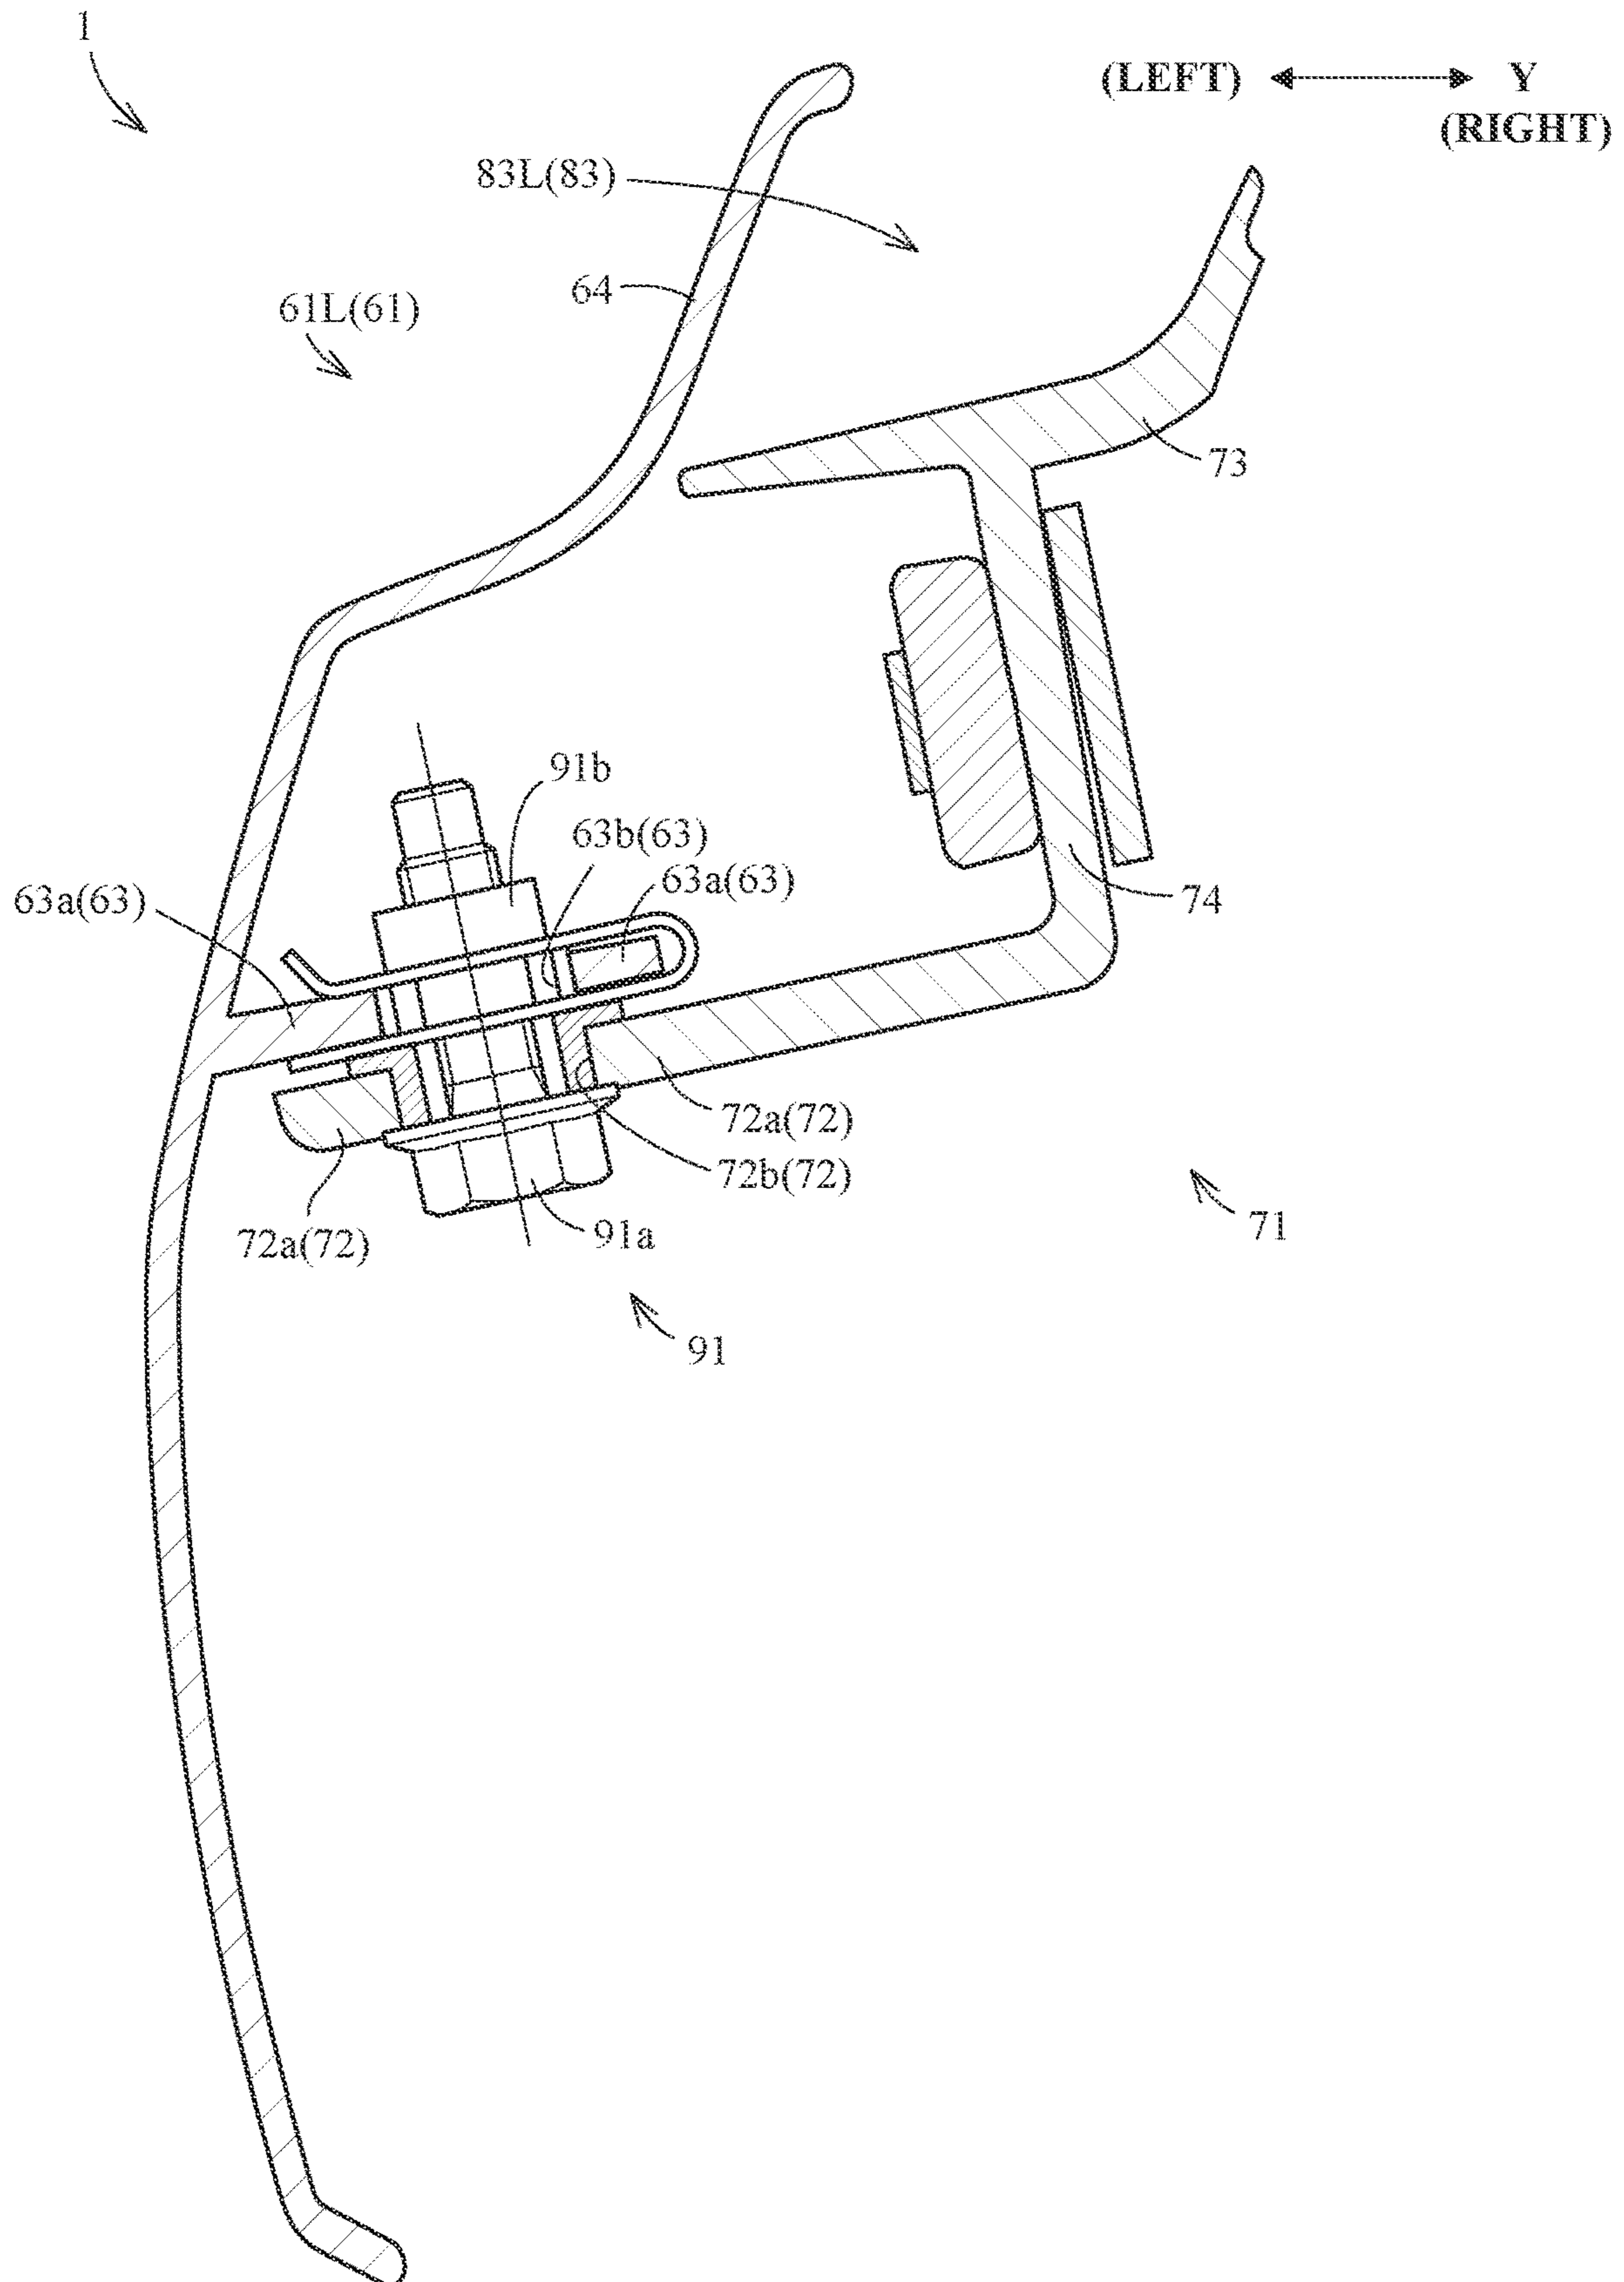 1
(LEFT) Y
(RIGHT)
83L(83)
64
61L(61)
73
91b
63b(63)
63a(63)
63a(63)
74
72a(72)
72b(72)
71
72a(72)
91a
91